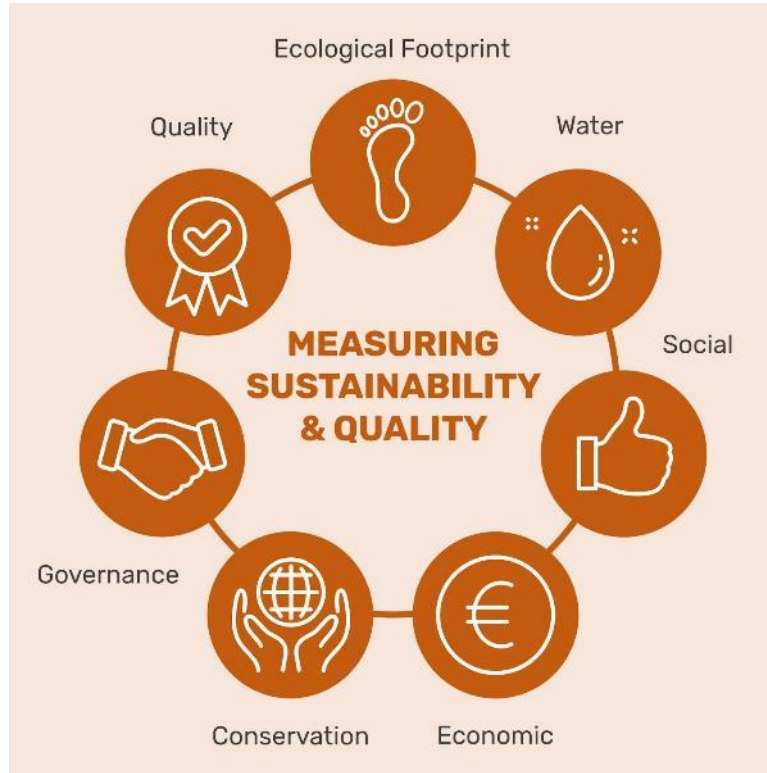 Ecological Footprint
Quality
Water
MEASURING
SUSTAINABILITY
& QUALITY
Social
Governance
Conservation
Economic